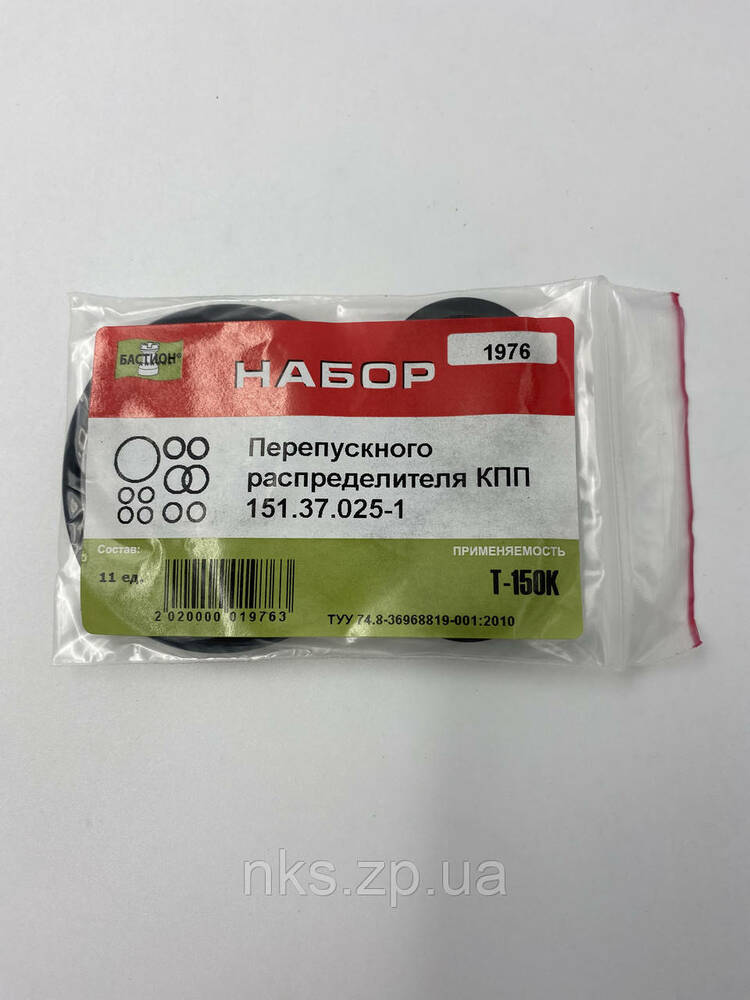 БАСТИОН®
НАБОР
1976
Перепускного
распределителя КПП
151.37.025-1
Состав:
11 ед.
ПРИМЕНЯЕМОСТЬ
Т-150К
2 020000 019763
ТУУ 74.8-36968819-001:2010
nks.zp.ua